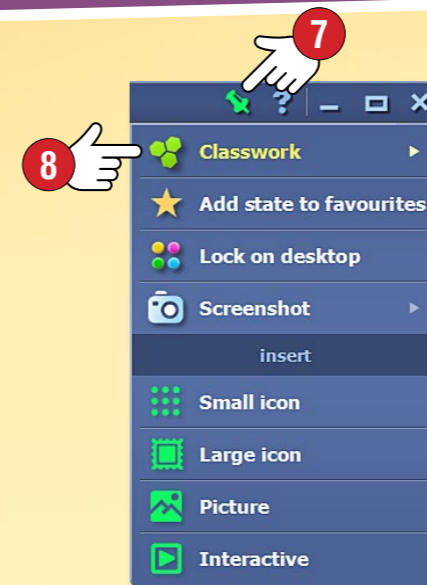 7
?
8
Classwork
Add state to favourites
Lock on desktop
Screenshot
insert
Small icon
Large icon
Picture
Interactive